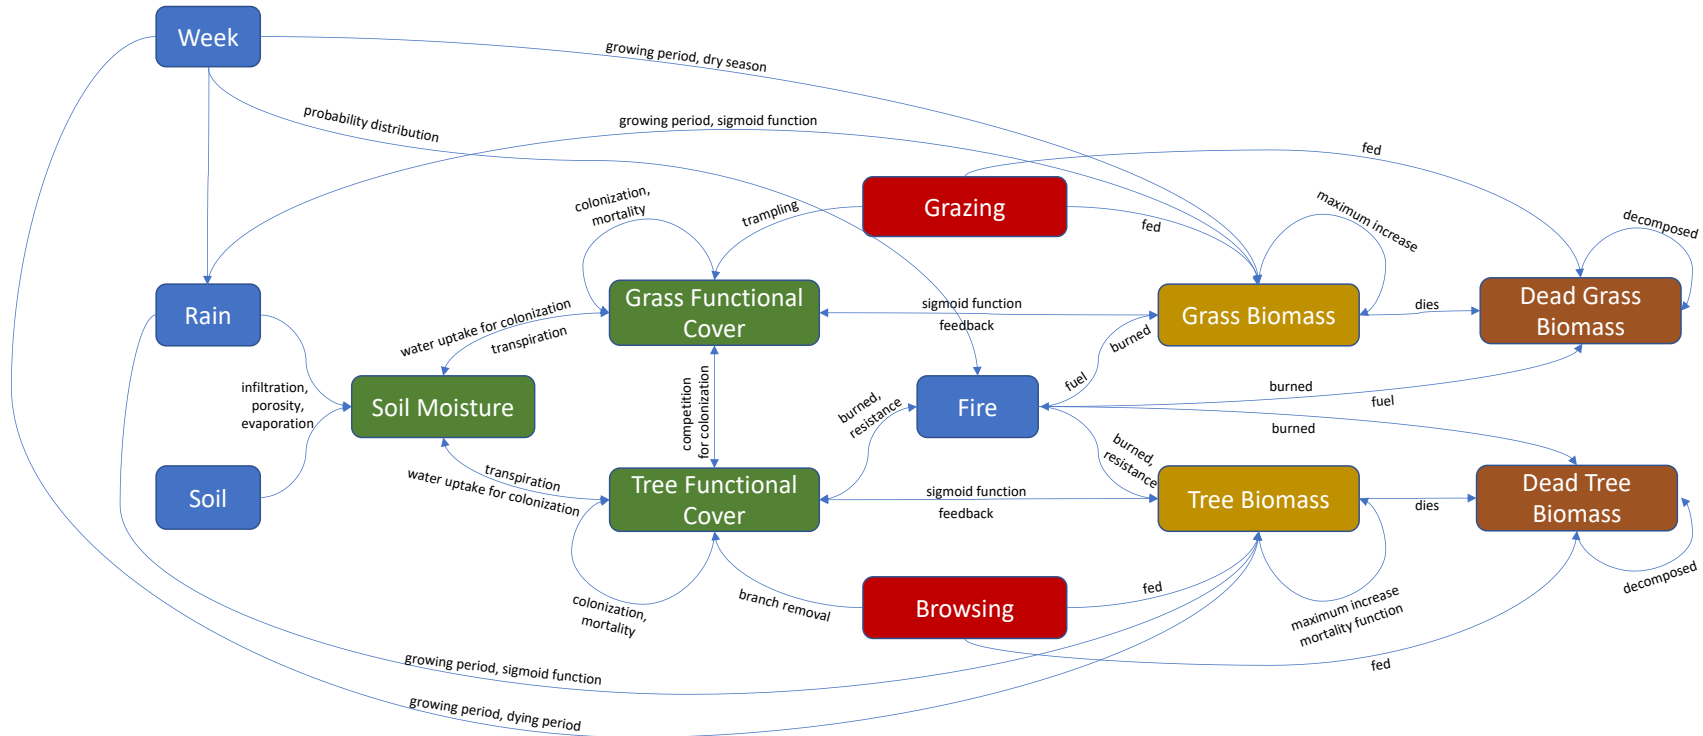 Week
growing period, dry season
probability distribution
growing period, sigmoid function
fed
Grazing
colonization,
mortality
trampling
fed
maximum increase
decomposed
Rain
Grass Functional
Cover
sigmoid function
feedback
Grass Biomass
dies
Dead Grass
Biomass
water uptake for colonization
transpiration
burned
fuel
infiltration,
porosity,
evaporation
Soil Moisture
competition
for colonization
burned,
resistance
Fire
burned
fuel
burned
burned,
resistance
Soil
transpiration
water uptake for colonization
Tree Functional
Cover
sigmoid function
feedback
Tree Biomass
dies
Dead Tree
Biomass
colonization,
mortality
branch removal
Browsing
fed
maximum increase
mortality function
decomposed
fed
growing period, sigmoid function
growing period, dying period